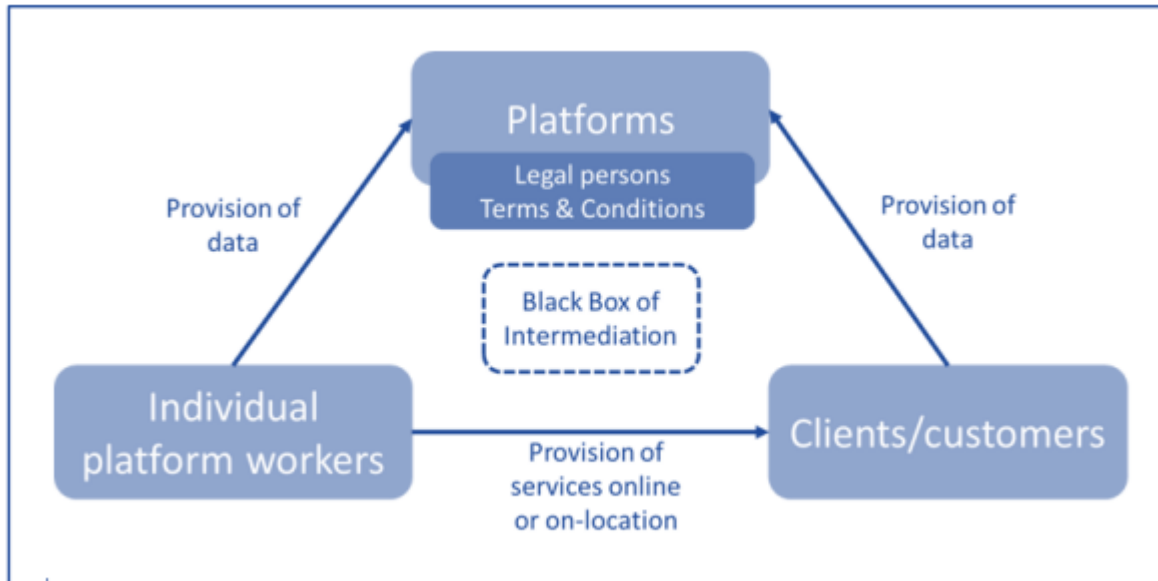 Platforms
Legal persons
Terms & Conditions
Provision of
data
Provision of
data
Black Box of
Intermediation
Individual
platform workers
Clients/customers
Provision of
services online
or on-location